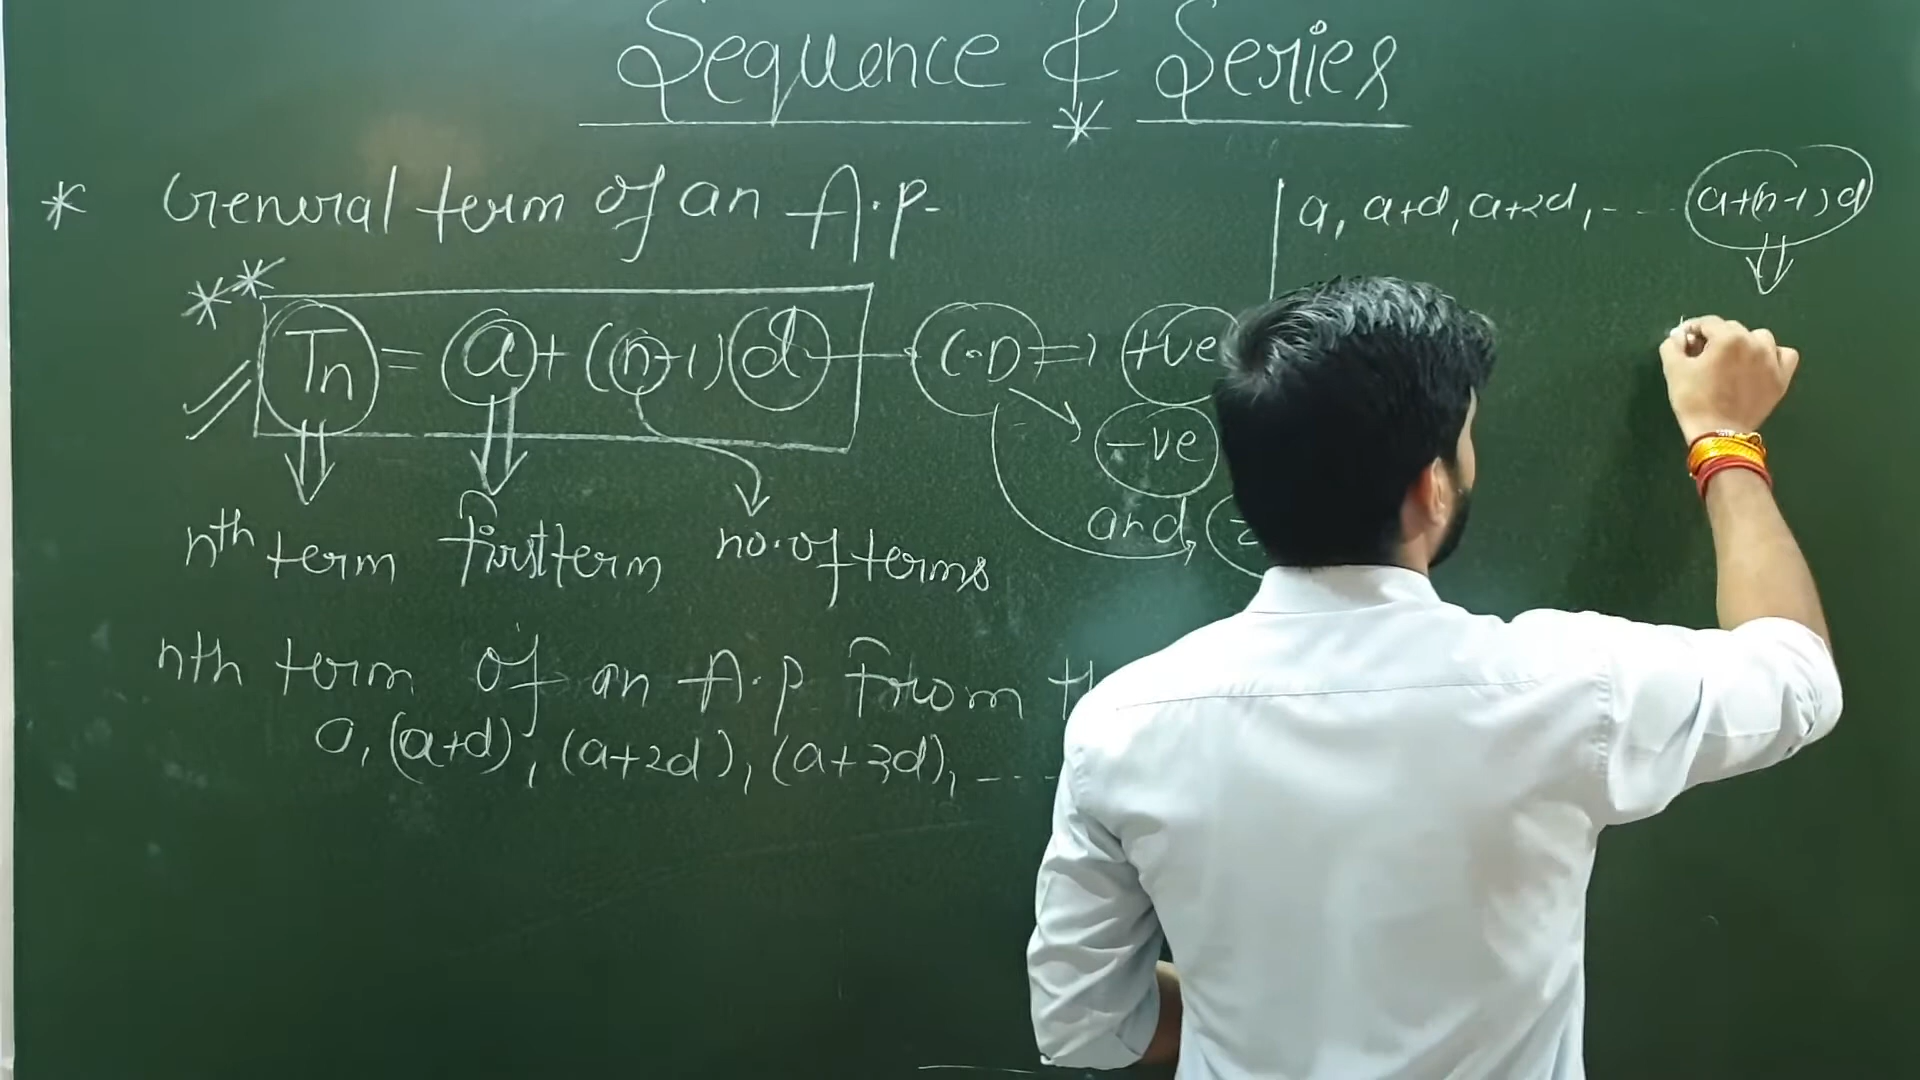 Sequence & Series
* General term of an A.P.
a, a+d, a+2d, --- a+(n-1)d
** Tn = a + (n-1)d
C.D => +ve
-ve
and
nth term first term no. of terms
nth term of an A.P from
a, (a+d), (a+2d), (a+3d), ---